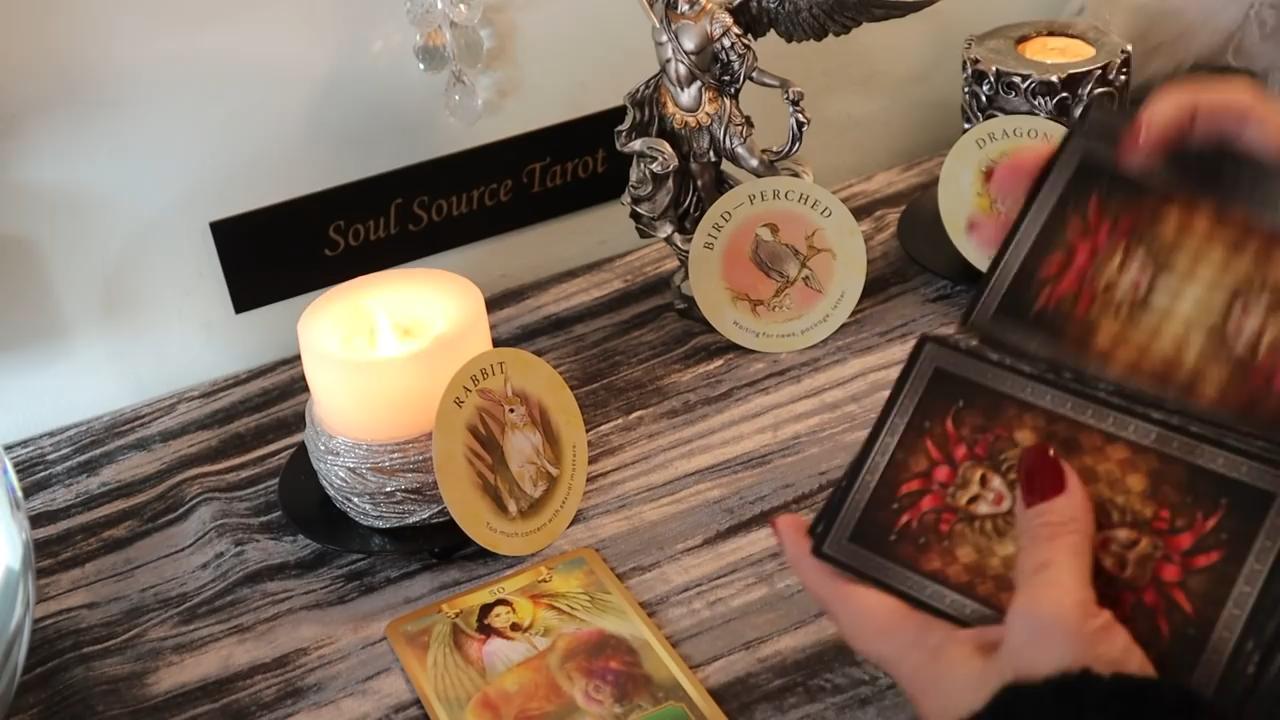 Soul Source Tarot
BIRD—PERCHED
Waiting for news, package, letter.
DRAGON
RABBIT
Too much concern with sexual matters.
50